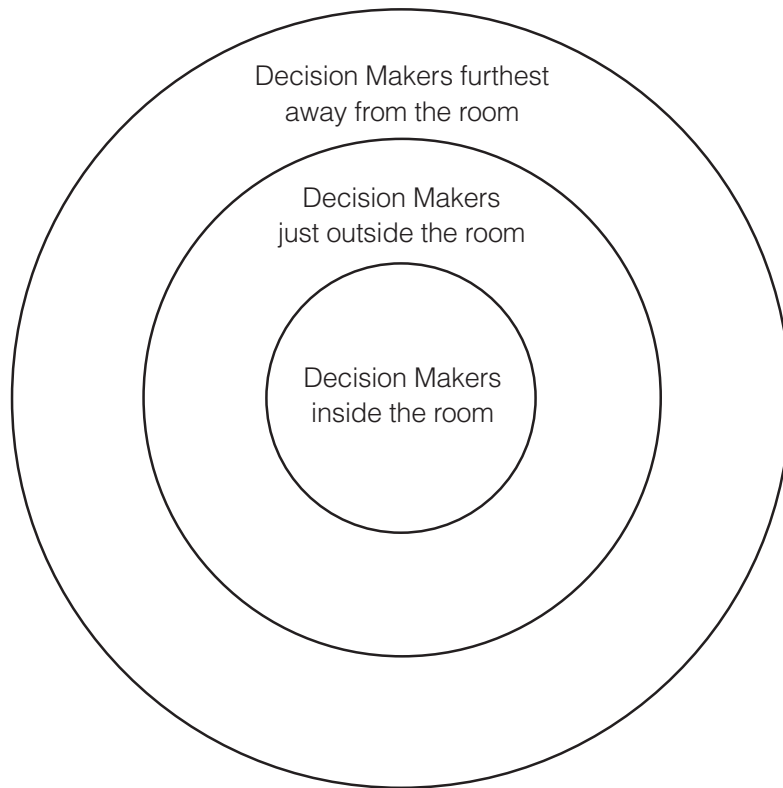 Decision Makers furthest
away from the room
Decision Makers
just outside the room
Decision Makers
inside the room